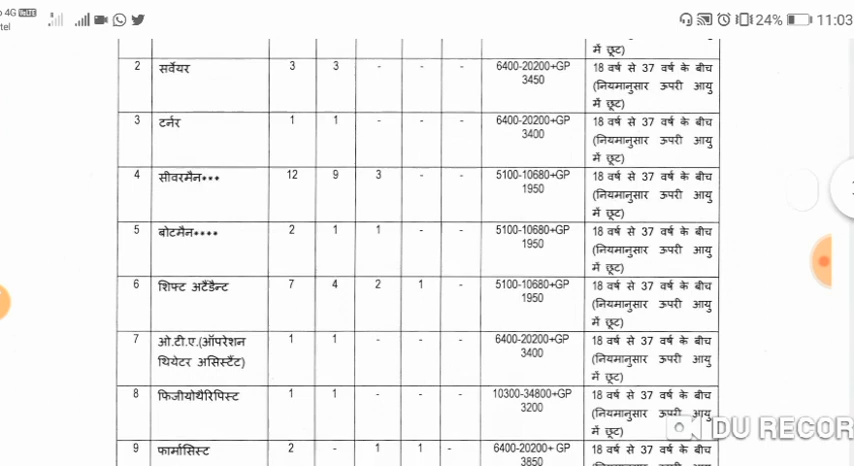 4G VoLTE 24% 11:03
tel
में छूट)
2 सर्वेयर 3 3 - - - 6400-20200+GP 18 वर्ष से 37 वर्ष के बीच
3450 (नियमानुसार ऊपरी आयु
में छूट)
3 टर्नर 1 1 - - - 6400-20200+GP 18 वर्ष से 37 वर्ष के बीच
3400 (नियमानुसार ऊपरी आयु
में छूट)
4 सीवरमैन*** 12 9 3 - - 5100-10680+GP 18 वर्ष से 37 वर्ष के बीच
1950 (नियमानुसार ऊपरी आयु
में छूट)
5 बोटमैन**** 2 1 1 - - 5100-10680+GP 18 वर्ष से 37 वर्ष के बीच
1950 (नियमानुसार ऊपरी आयु
में छूट)
6 शिफ्ट अटैंडैन्ट 7 4 2 1 - 5100-10680+GP 18 वर्ष से 37 वर्ष के बीच
1950 (नियमानुसार ऊपरी आयु
में छूट)
7 ओ.टी.ए.(ऑपरेशन 1 1 - - - 6400-20200+GP 18 वर्ष से 37 वर्ष के बीच
थियेटर असिस्टैंट) 3400 (नियमानुसार ऊपरी आयु
में छूट)
8 फिजीयोथैरिपिस्ट 1 1 - - - 10300-34800+GP 18 वर्ष से 37 वर्ष के बीच
3200 (नियमानुसार ऊपरी आयु
में छूट)
DU RECOR
9 फार्मासिस्ट 2 - 1 1 - 6400-20200+ GP 18 वर्ष से 37 वर्ष के बीच
3850